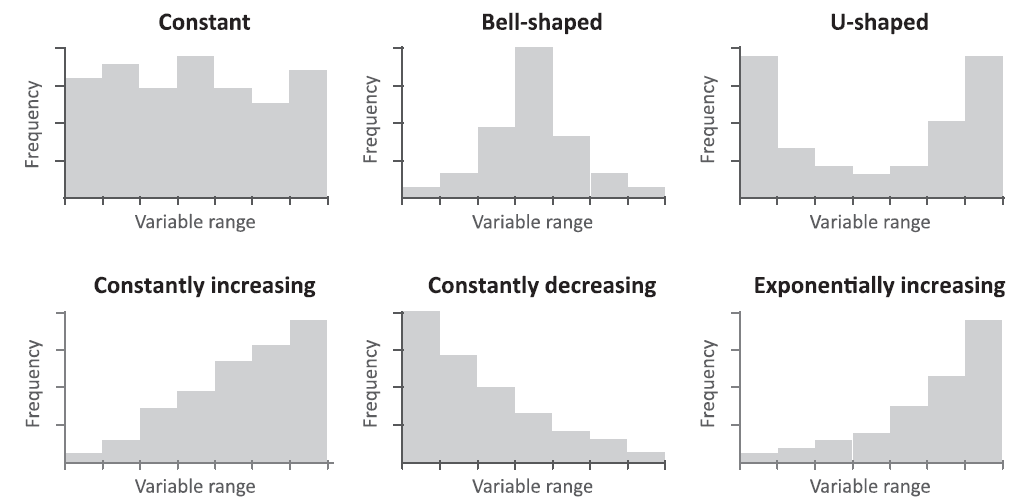 Constant
Frequency
Variable range
Bell-shaped
Frequency
Variable range
U-shaped
Frequency
Variable range
Constantly increasing
Frequency
Variable range
Constantly decreasing
Frequency
Variable range
Exponentially increasing
Frequency
Variable range